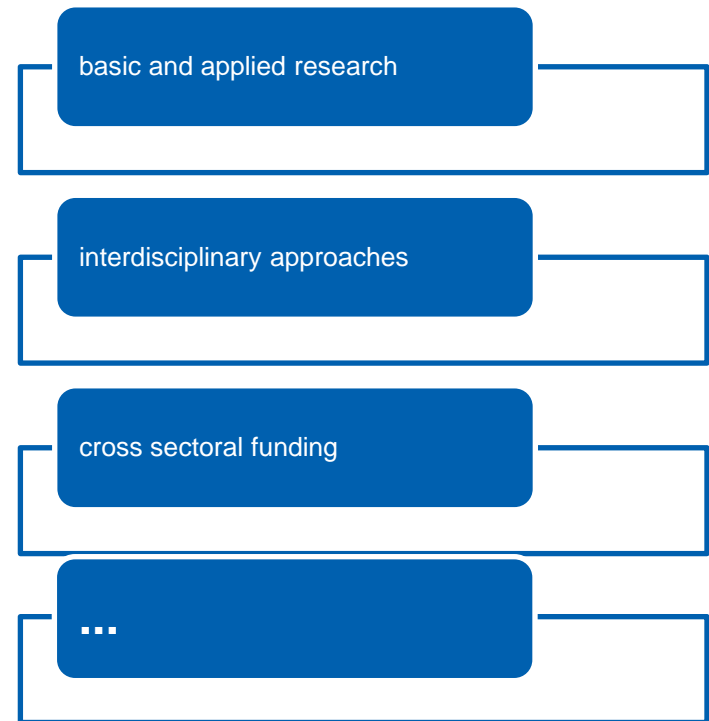 basic and applied research
interdisciplinary approaches
cross sectoral funding
...